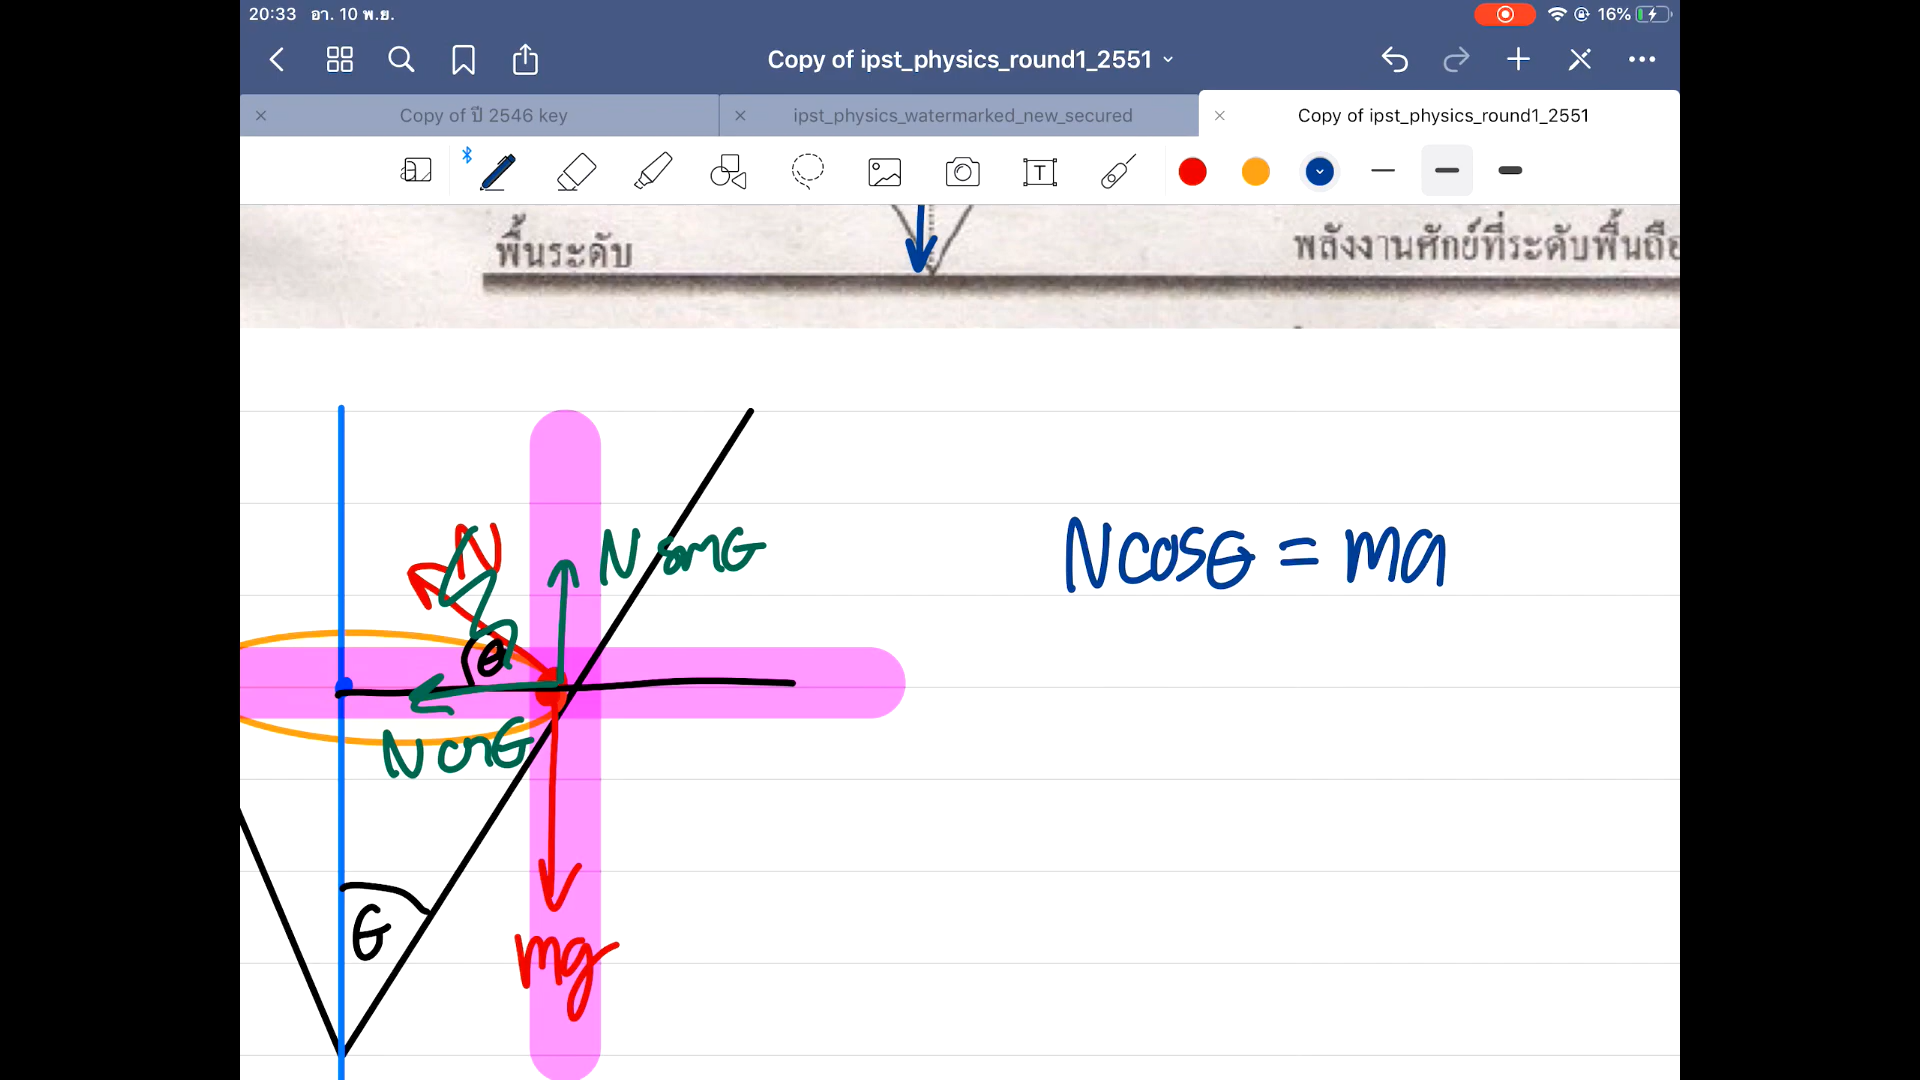 20:33 อา. 10 พ.ย. 16%
Copy of ipst_physics_round1_2551
Copy of ปี 2546 key
ipst_physics_watermarked_new_secured
Copy of ipst_physics_round1_2551
พื้นระดับ
พลังงานศักย์ที่ระดับพื้นถือ
N
N sinθ
Ncosθ = ma
θ
N cosθ
θ
mg